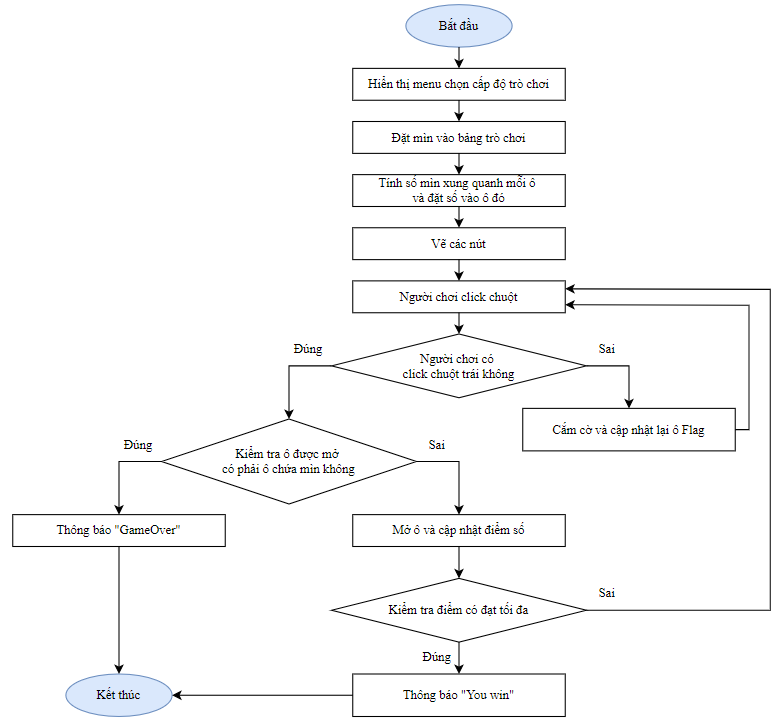 Bắt đầu
Hiển thị menu chọn cấp độ trò chơi
Đặt mìn vào bảng trò chơi
Tính số mìn xung quanh mỗi ô
và đặt số vào ô đó
Vẽ các nút
Người chơi click chuột
Đúng
Người chơi có
click chuột trái không
Sai
Cắm cờ và cập nhật lại ô Flag
Đúng
Kiểm tra ô được mở
có phải ô chứa mìn không
Sai
Thông báo "GameOver"
Mở ô và cập nhật điểm số
Kiểm tra điểm có đạt tối đa
Sai
Đúng
Kết thúc
Thông báo "You win"